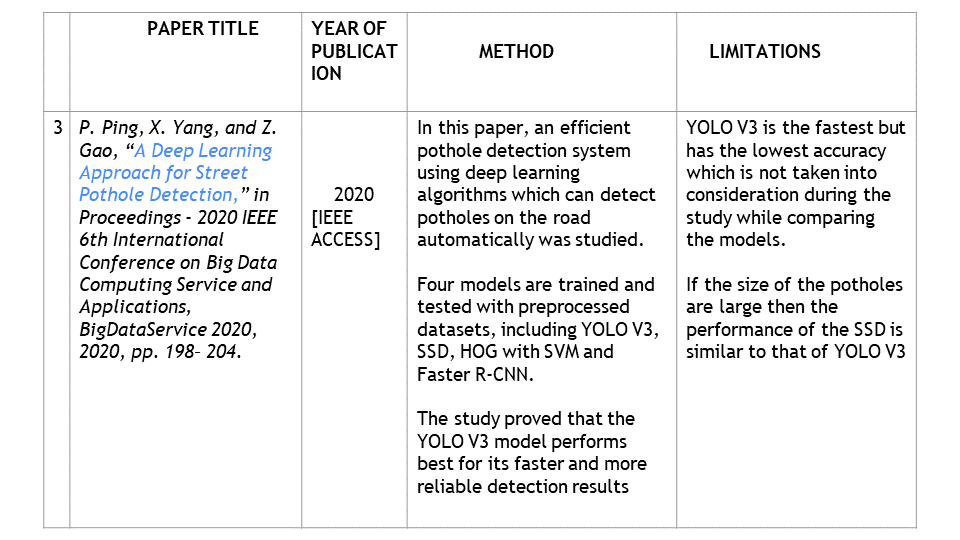 PAPER TITLE
YEAR OF
PUBLICAT
ION
METHOD
LIMITATIONS
3
P. Ping, X. Yang, and Z.
Gao, “A Deep Learning
Approach for Street
Pothole Detection,” in
Proceedings - 2020 IEEE
6th International
Conference on Big Data
Computing Service and
Applications,
BigDataService 2020,
2020, pp. 198– 204.
2020
[IEEE
ACCESS]
In this paper, an efficient
pothole detection system
using deep learning
algorithms which can detect
potholes on the road
automatically was studied.
Four models are trained and
tested with preprocessed
datasets, including YOLO V3,
SSD, HOG with SVM and
Faster R-CNN.
The study proved that the
YOLO V3 model performs
best for its faster and more
reliable detection results
YOLO V3 is the fastest but
has the lowest accuracy
which is not taken into
consideration during the
study while comparing
the models.
If the size of the potholes
are large then the
performance of the SSD is
similar to that of YOLO V3